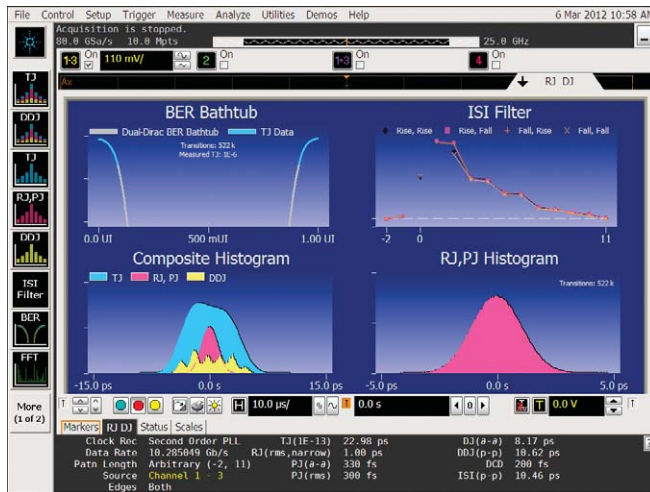 File Control Setup Trigger Measure Analyze Utilities Demos Help 6 Mar 2012 10:58 AM
Acquisition is stopped.
80.0 GSa/s 10.0 Mpts 25.0 GHz
1-3 On 110 mV/ 2 On 1-3 On 4 On
Ax RJ DJ
TJ
DDJ
TJ
RJ,PJ
DDJ
ISI
Filter
BER
FFT
More
(1 of 2)
BER Bathtub
Dual-Dirac BER Bathtub TJ Data
Transitions: 522 k
Measured TJ: 1E-6
0.0 UI 500 mUI 1.00 UI
ISI Filter
Rise, Rise Rise, Fall Fall, Rise Fall, Fall
-2 0 11
Composite Histogram
TJ RJ, PJ DDJ
-15.0 ps 0.0 s 15.0 ps
RJ,PJ Histogram
Transitions: 522 k
-5.0 ps 0.0 s 5.0 ps
H 10.0 µs/ T 0.0 s 0 T 0.0 V
Markers RJ DJ Status Scales
Clock Rec Second Order PLL TJ(1E-13) 22.98 ps DJ(∂-∂) 8.17 ps
Data Rate 10.285049 Gb/s RJ(rms,narrow) 1.00 ps DDJ(p-p) 10.62 ps
Patn Length Arbitrary (-2, 11) PJ(∂-∂) 330 fs DCD 200 fs
Source Channel 1 - 3 PJ(rms) 300 fs ISI(p-p) 10.46 ps
Edges Both